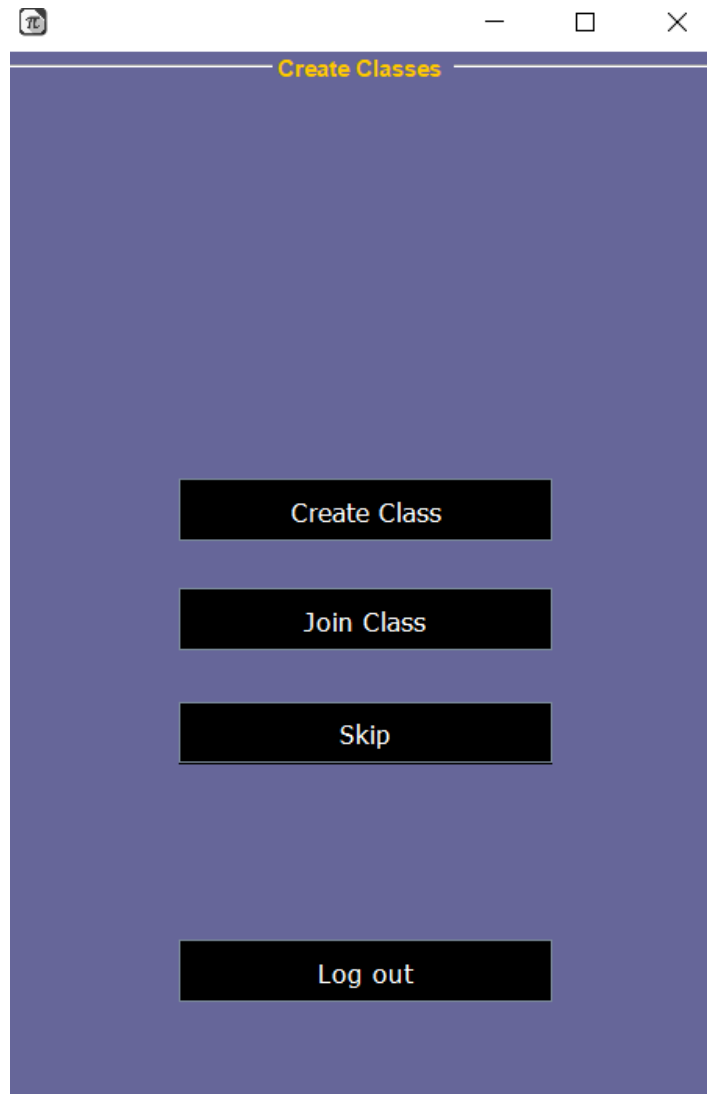 π
Create Classes
Create Class
Join Class
Skip
Log out